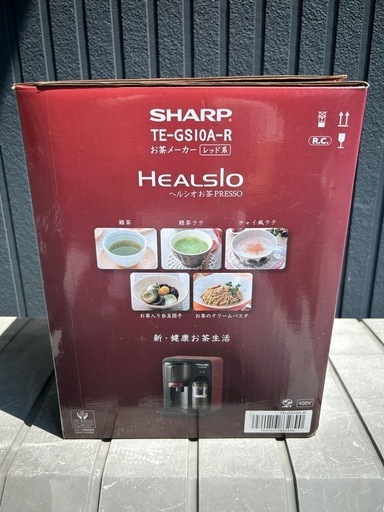 SHARP
TE-GS10A-R
お茶メーカー レッド系
R.C.
HEALSIO
ヘルシオお茶PRESSO
緑茶 緑茶ラテ チャイ風ラテ
お茶入り白玉団子 お茶のクリームパスタ
新・健康お茶生活
HEALSIO
100V